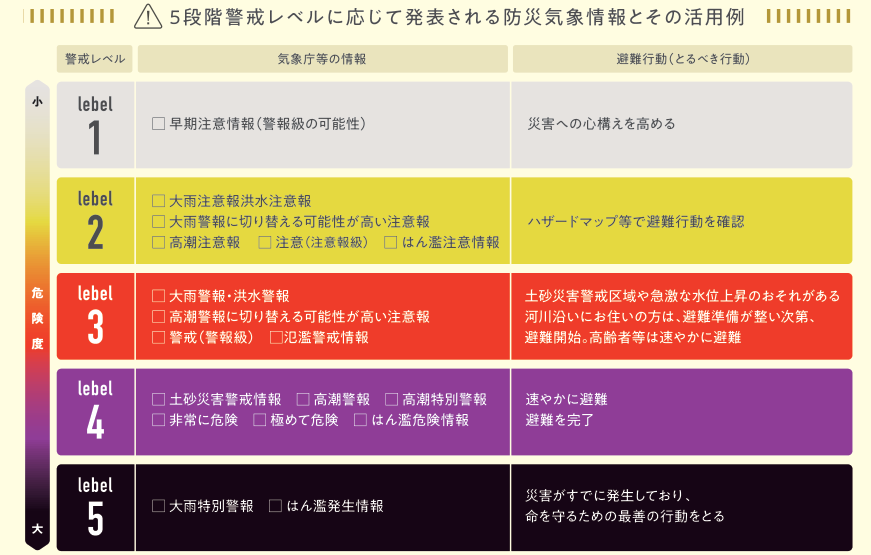 5段階警戒レベルに応じて発表される防災気象情報とその活用例
警戒レベル
気象庁等の情報
避難行動(とるべき行動)
小
危険度
大
lebel
1
□ 早期注意情報(警報級の可能性)
災害への心構えを高める
lebel
2
□ 大雨注意報洪水注意報
□ 大雨警報に切り替える可能性が高い注意報
□ 高潮注意報 □ 注意(注意報級) □ はん濫注意情報
ハザードマップ等で避難行動を確認
lebel
3
□ 大雨警報・洪水警報
□ 高潮警報に切り替える可能性が高い注意報
□ 警戒(警報級) □氾濫警戒情報
土砂災害警戒区域や急激な水位上昇のおそれがある
河川沿いにお住いの方は、避難準備が整い次第、
避難開始。高齢者等は速やかに避難
lebel
4
□ 土砂災害警戒情報 □ 高潮警報 □ 高潮特別警報
□ 非常に危険 □ 極めて危険 □ はん濫危険情報
速やかに避難
避難を完了
lebel
5
□ 大雨特別警報 □ はん濫発生情報
災害がすでに発生しており、
命を守るための最善の行動をとる